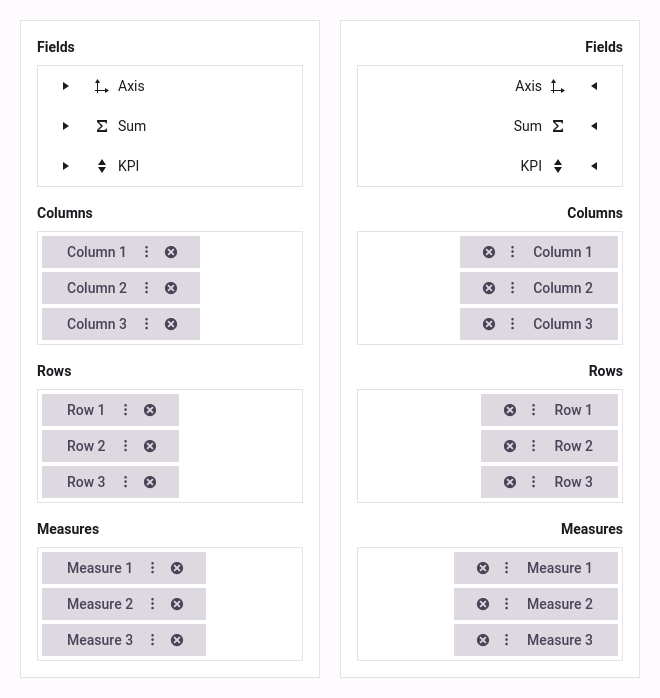 Fields
Axis
Sum
KPI
Columns
Column 1
Column 2
Column 3
Rows
Row 1
Row 2
Row 3
Measures
Measure 1
Measure 2
Measure 3
Fields
Axis
Sum
KPI
Columns
Column 1
Column 2
Column 3
Rows
Row 1
Row 2
Row 3
Measures
Measure 1
Measure 2
Measure 3